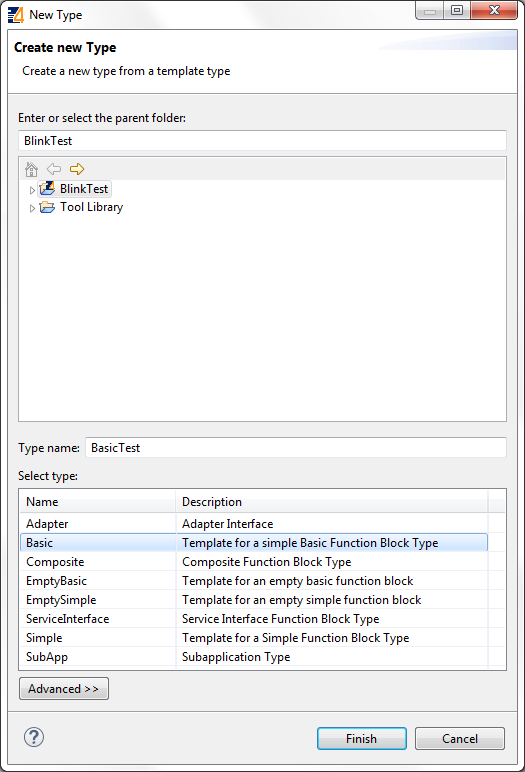 New Type
Create new Type
Create a new type from a template type
Enter or select the parent folder:
BlinkTest
BlinkTest
Tool Library
Type name: BasicTest
Select type:
Name Description
Adapter Adapter Interface
Basic Template for a simple Basic Function Block Type
Composite Composite Function Block Type
EmptyBasic Template for an empty basic function block
EmptySimple Template for an empty simple function block
ServiceInterface Service Interface Function Block Type
Simple Template for a Simple Function Block Type
SubApp Subapplication Type
Advanced >>
? Finish Cancel